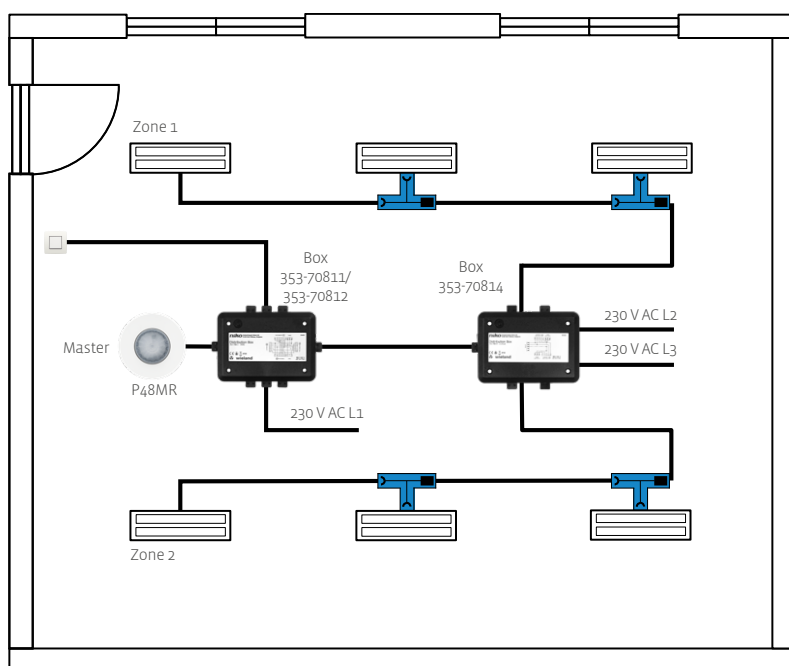 Zone 1
Box
353-70811/
353-70812
Box
353-70814
230 V AC L2
Master
230 V AC L3
P48MR
230 V AC L1
Zone 2